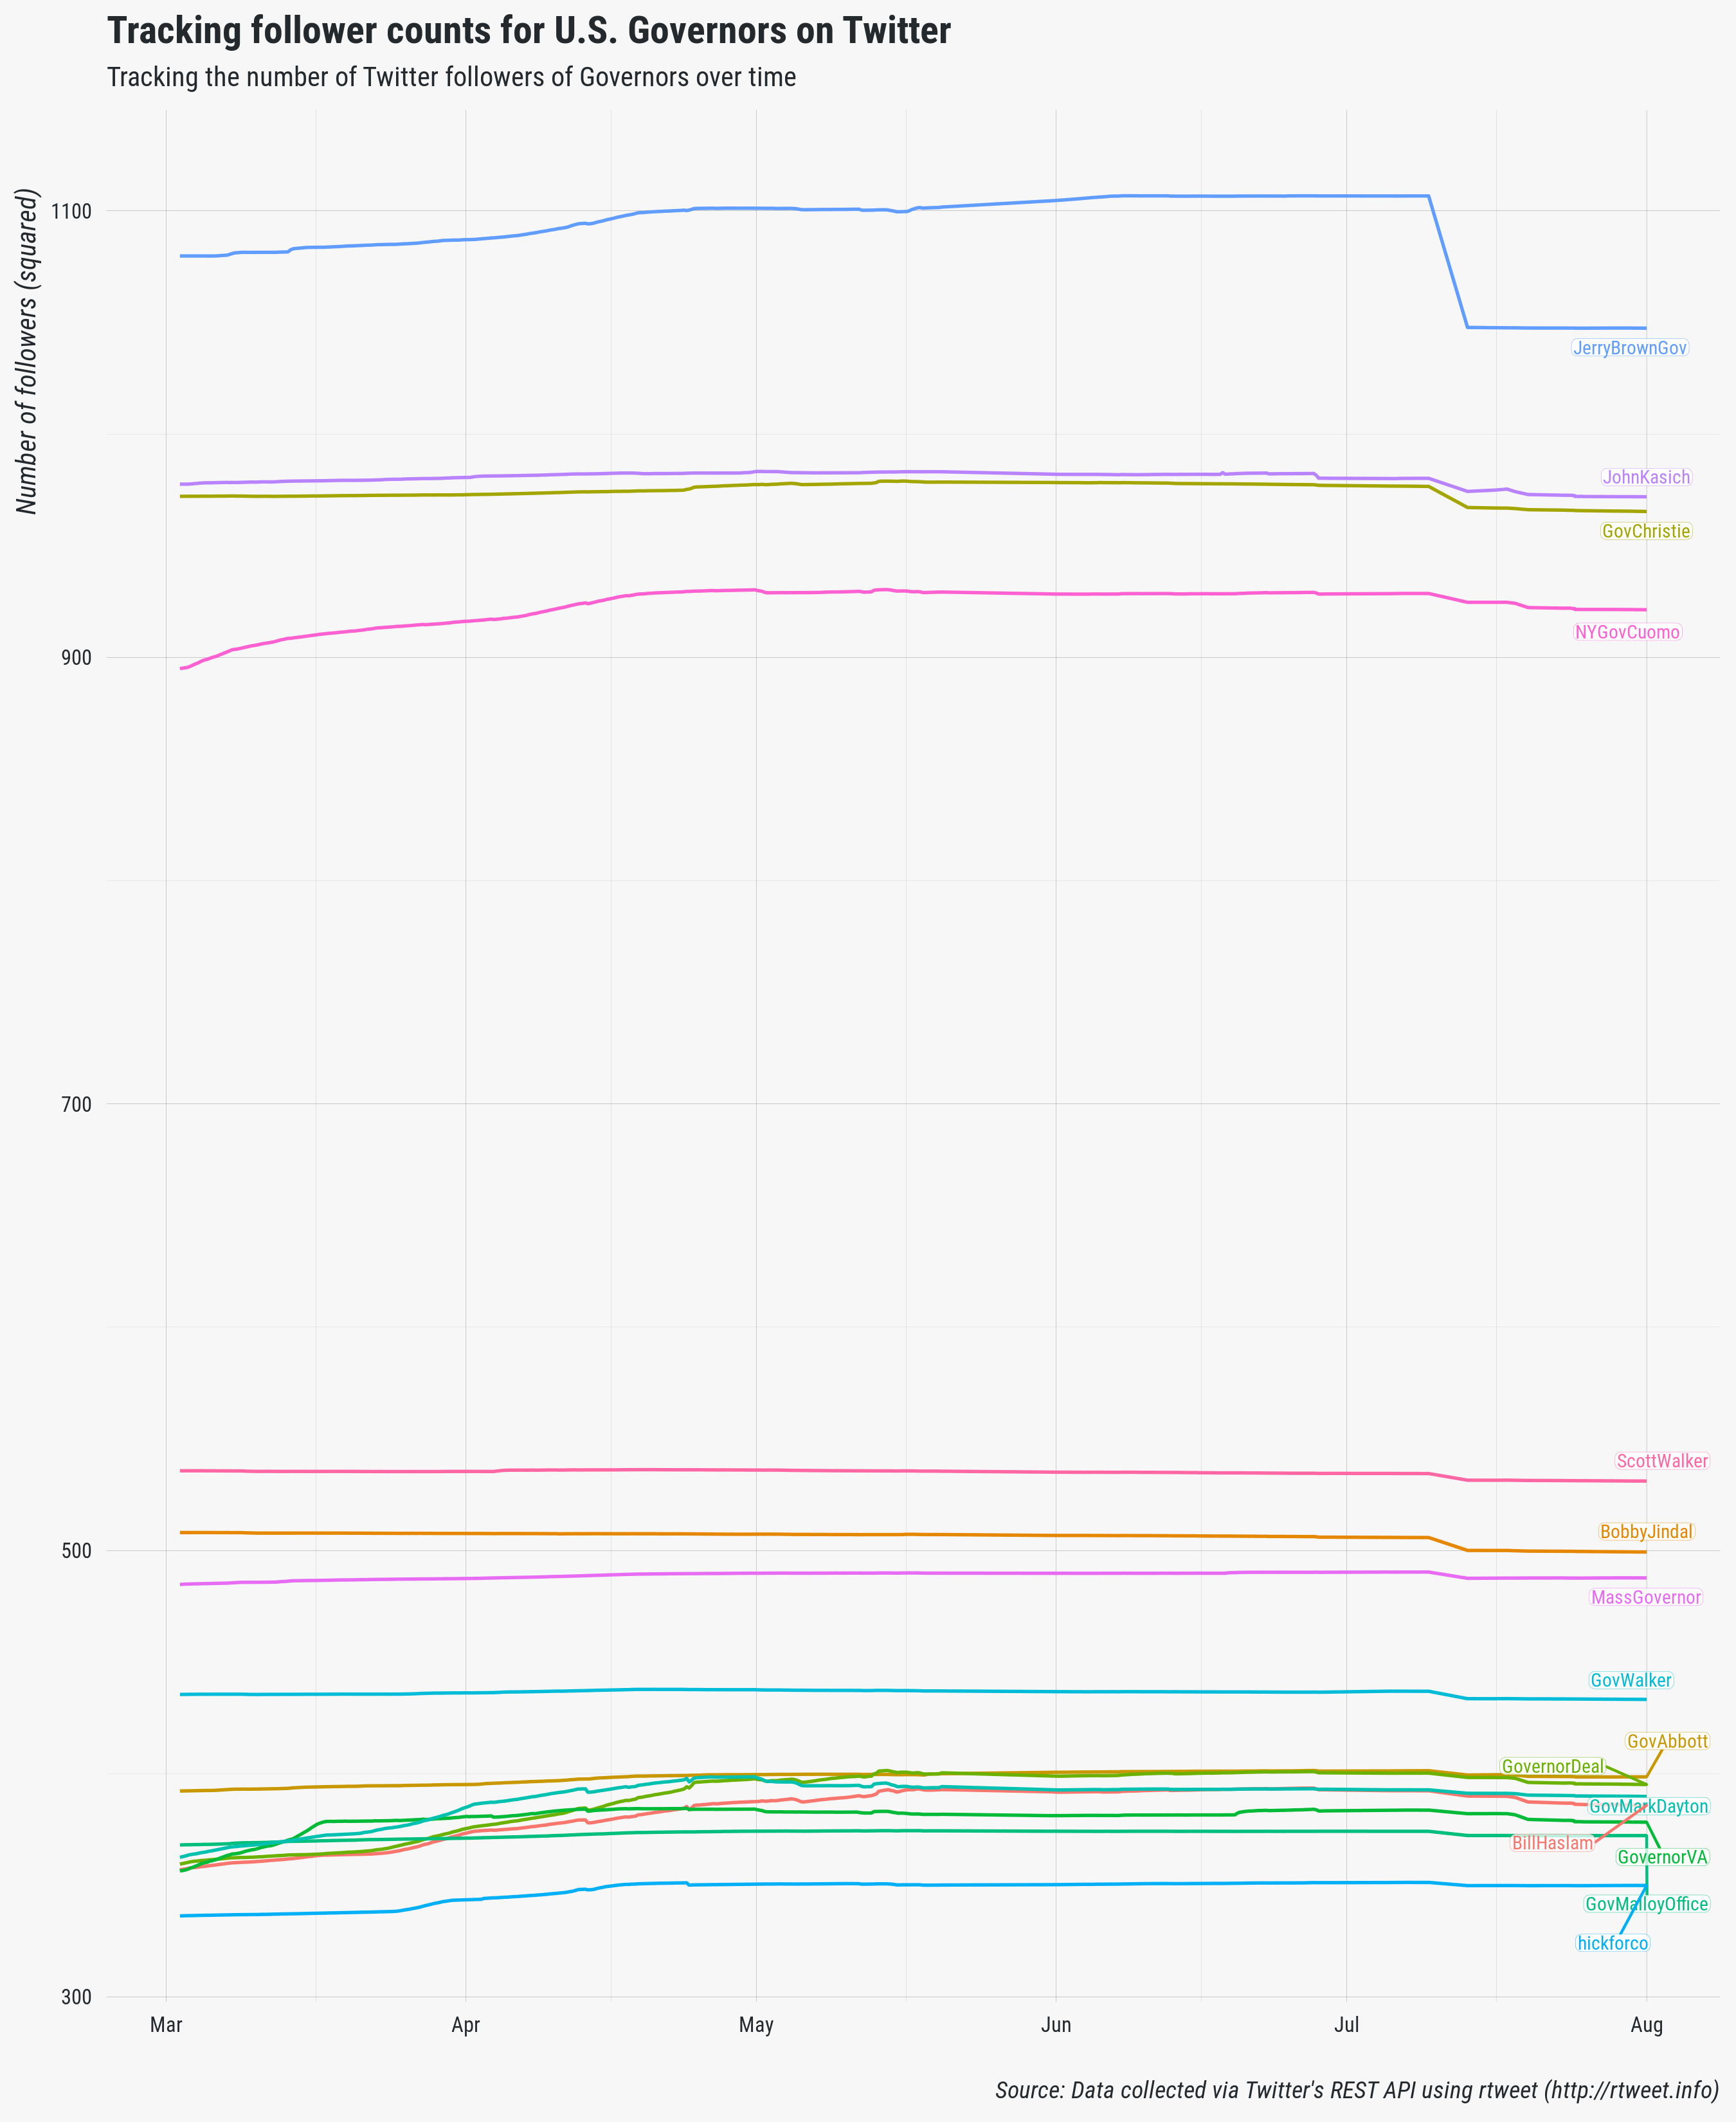 Tracking follower counts for U.S. Governors on Twitter
Tracking the number of Twitter followers of Governors over time
Number of followers (squared)
1100
900
700
500
300
JerryBrownGov
JohnKasich
GovChristie
NYGovCuomo
ScottWalker
BobbyJindal
MassGovernor
GovWalker
GovAbbott
GovernorDeal
GovMarkDayton
BillHaslam
GovernorVA
GovMalloyOffice
hickforco
Mar
Apr
May
Jun
Jul
Aug
Source: Data collected via Twitter's REST API using rtweet (http://rtweet.info)